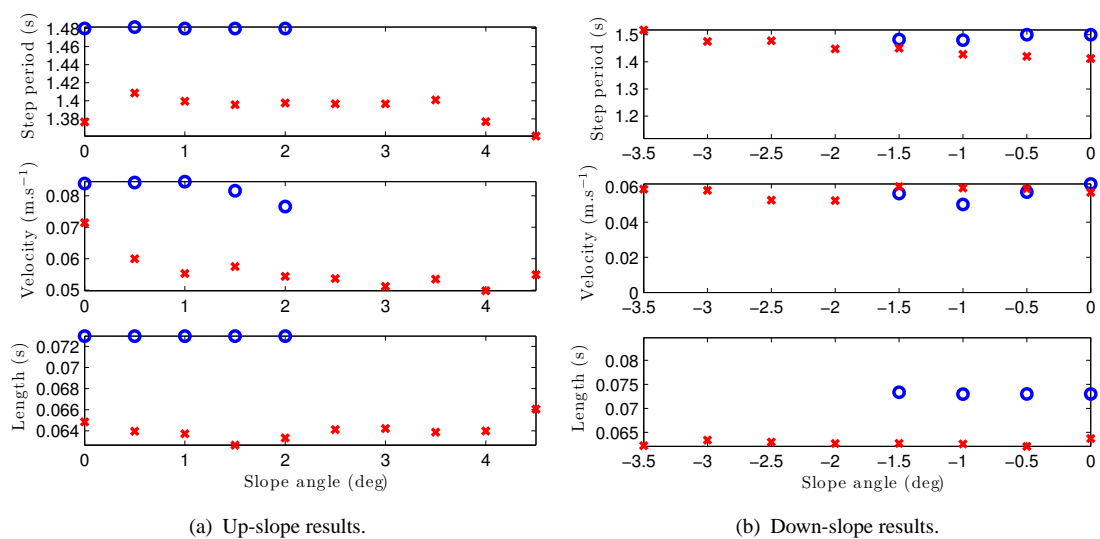 Step period (s)
1.48
1.46
1.44
1.42
1.4
1.38
0 1 2 3 4
Velocity (m.s⁻¹)
0.08
0.07
0.06
0.05
0 1 2 3 4
Length (s)
0.072
0.07
0.068
0.066
0.064
0 1 2 3 4
Slope angle (deg)
(a) Up-slope results.
Step period (s)
1.5
1.4
1.3
1.2
−3.5 −3 −2.5 −2 −1.5 −1 −0.5 0
Velocity (m.s⁻¹)
0.06
0.04
0.02
0
−3.5 −3 −2.5 −2 −1.5 −1 −0.5 0
Length (s)
0.08
0.075
0.07
0.065
−3.5 −3 −2.5 −2 −1.5 −1 −0.5 0
Slope angle (deg)
(b) Down-slope results.